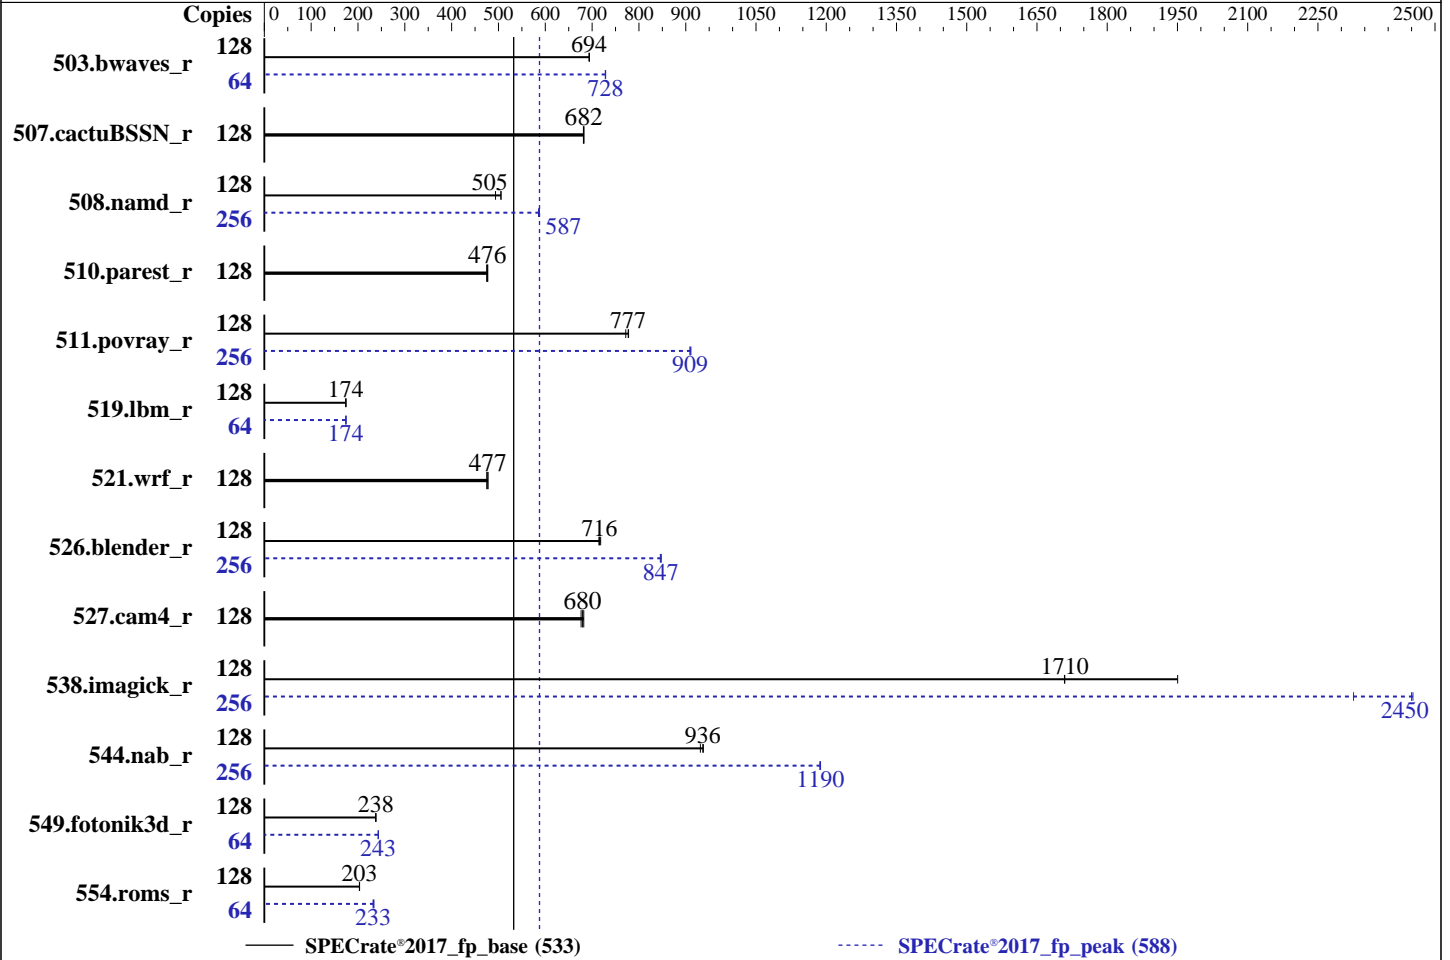 Copies 0 100 200 300 400 500 600 700 800 900 1050 1200 1350 1500 1650 1800 1950 2100 2250 2500
503.bwaves_r 128 694
64 728
507.cactuBSSN_r 128 682
508.namd_r 128 505
256 587
510.parest_r 128 476
511.povray_r 128 777
256 909
519.lbm_r 128 174
64 174
521.wrf_r 128 477
526.blender_r 128 716
256 847
527.cam4_r 128 680
538.imagick_r 128 1710
256 2450
544.nab_r 128 936
256 1190
549.fotonik3d_r 128 238
64 243
554.roms_r 128 203
64 233
SPECrate®2017_fp_base (533) SPECrate®2017_fp_peak (588)